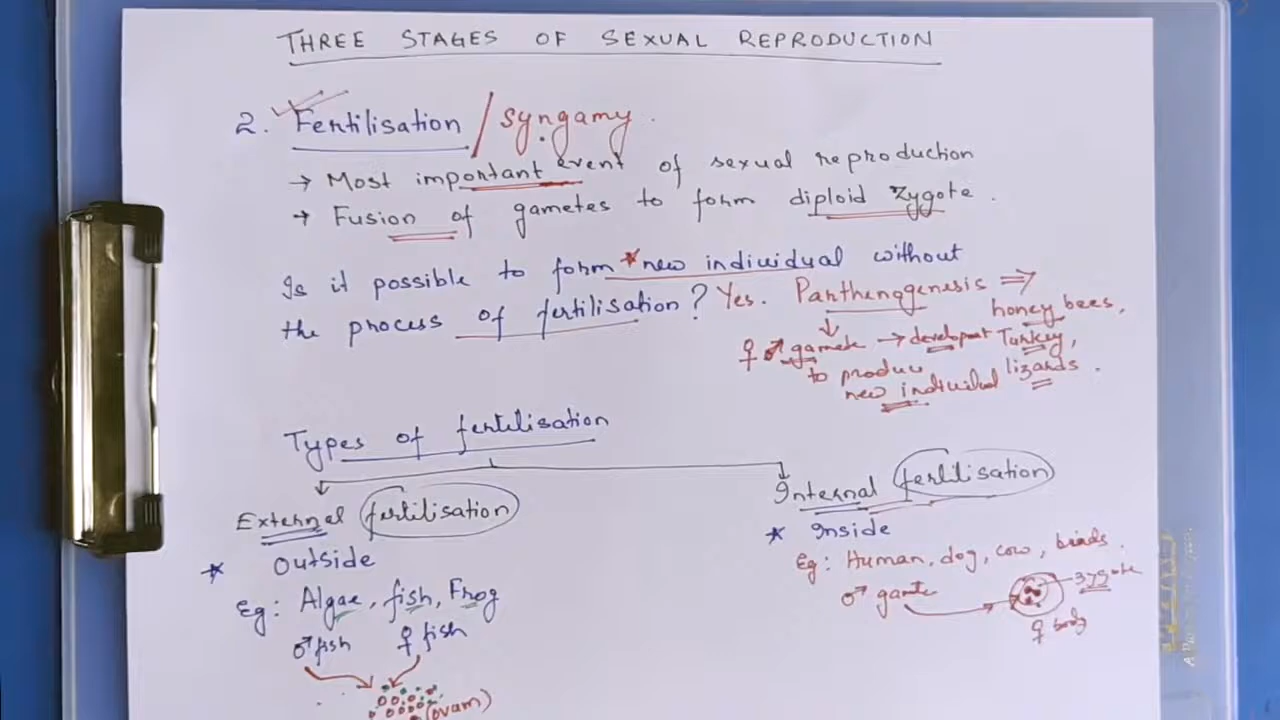 THREE STAGES OF SEXUAL REPRODUCTION
2. Fertilisation / Syngamy.
→ Most important event of sexual reproduction
→ Fusion of gametes to form diploid zygote.
Is it possible to form *new individual without
the process of fertilisation? Yes. Parthenogenesis ⇒
honey bees,
♀ ♂ gamete → development Turkey,
to produce
new individual lizards.
Types of fertilisation
External fertilisation
* Outside
Eg: Algae, fish, Frog
♂ fish ♀ fish
(ovam)
Internal fertilisation
* Inside
Eg: Human, dog, cow, birds.
♂ gamete zygote
♀ body